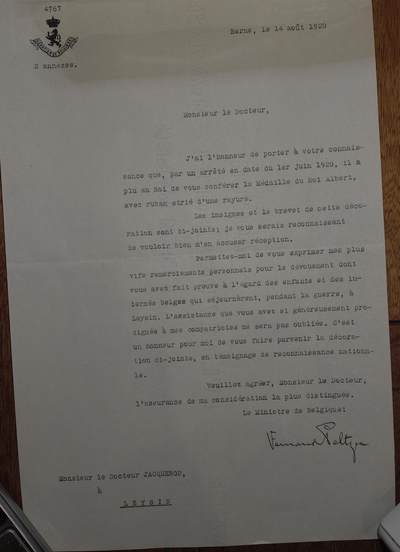 4767
2 annexes.
Berne, le 14 août 1920
Monsieur le Docteur,
J'ai l'honneur de porter à votre connais-
sance que, par un arrêté en date du 1er juin 1920, il a
plu au Roi de vous conférer la Médaille du Roi Albert,
avec ruban strié d'une rayure.
Les insignes et le brevet de cette déco-
ration sont ci-joints; je vous serais reconnaissant
de vouloir bien m'en accuser réception.
Permettez-moi de vous exprimer mes plus
vifs remerciements personnels pour le dévouement dont
vous avez fait preuve à l'égard des enfants et des in-
ternés belges qui séjournèrent, pendant la guerre, à
Leysin. L'assistance que vous avez si généreusement pro-
diguée à mes compatriotes ne sera pas oubliée. C'est
un honneur pour moi de vous faire parvenir la décora-
tion ci-jointe, en témoignage de reconnaissance nationa-
le.
Veuillez agréer, Monsieur le Docteur,
l'assurance de ma considération la plus distinguée.
Le Ministre de Belgique:
Fernand Peltzer
Monsieur le Docteur JACQUEROD,
à
LEYSIN